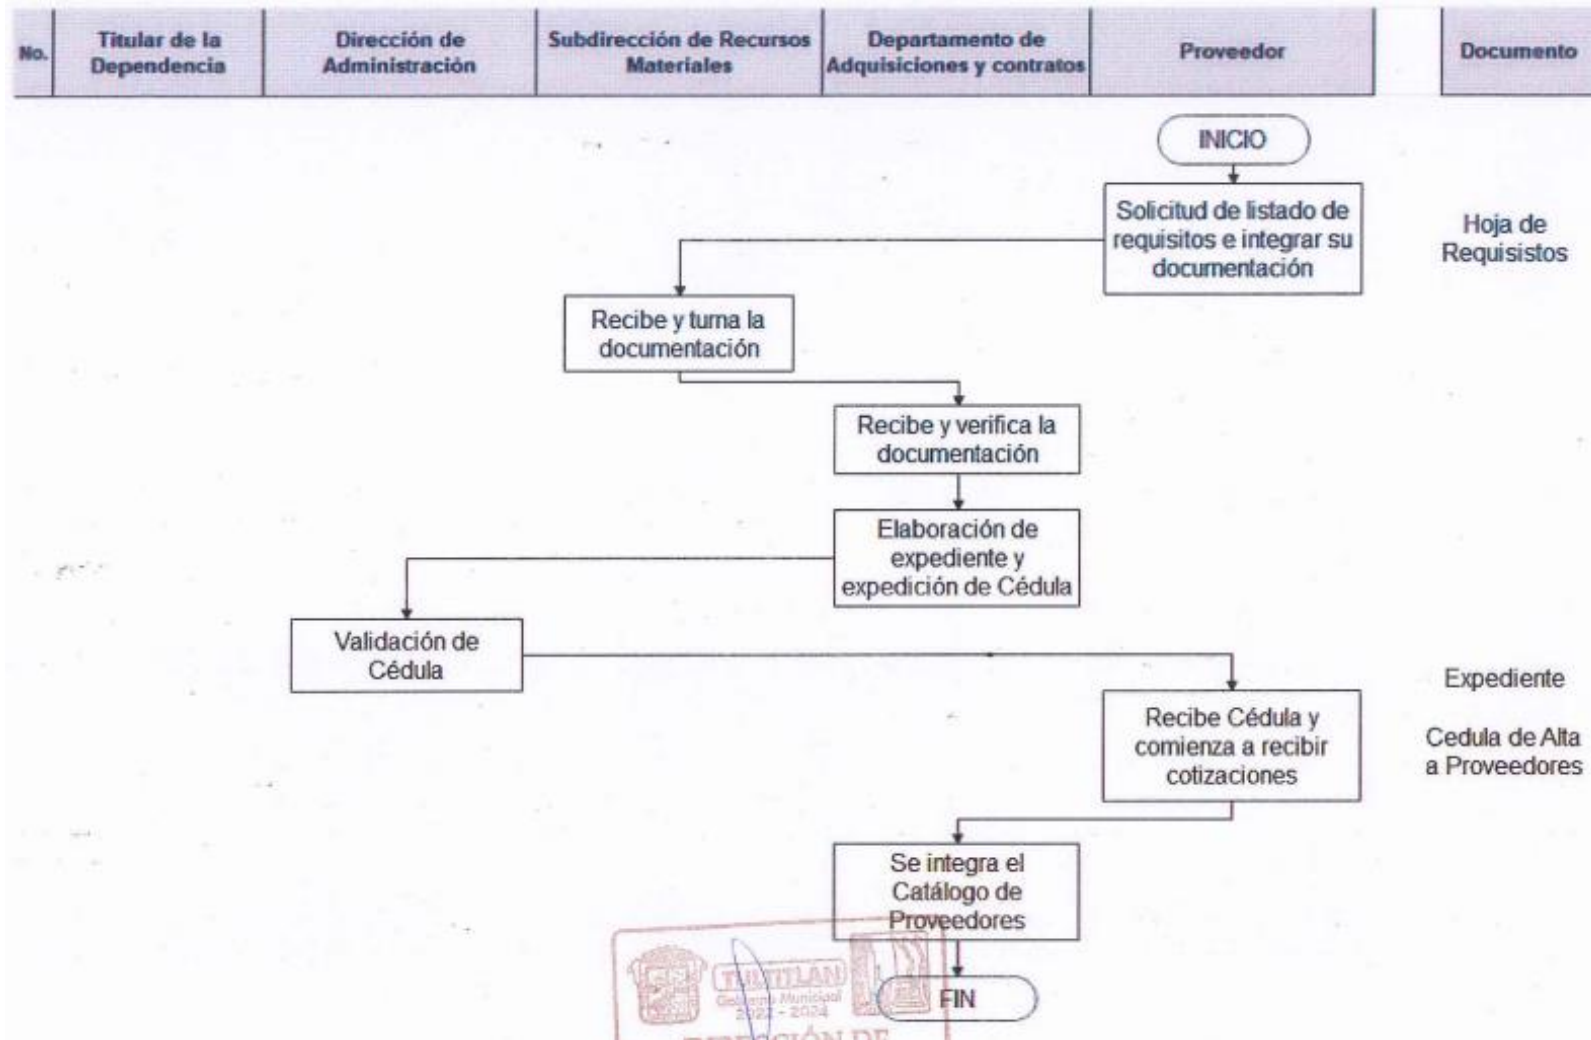 No.
Titular de la
Dependencia
Dirección de
Administración
Subdirección de Recursos
Materiales
Departamento de
Adquisiciones y contratos
Proveedor
Documento
INICIO
Solicitud de listado de
requisitos e integrar su
documentación
Hoja de
Requisistos
Recibe y turna la
documentación
Recibe y verifica la
documentación
Elaboración de
expediente y
expedición de Cédula
Validación de
Cédula
Expediente
Recibe Cédula y
comienza a recibir
cotizaciones
Cedula de Alta
a Proveedores
Se integra el
Catálogo de
Proveedores
TULTITLÁN
Gobierno Municipal
2022 - 2024
FIN
DIRECCIÓN DE